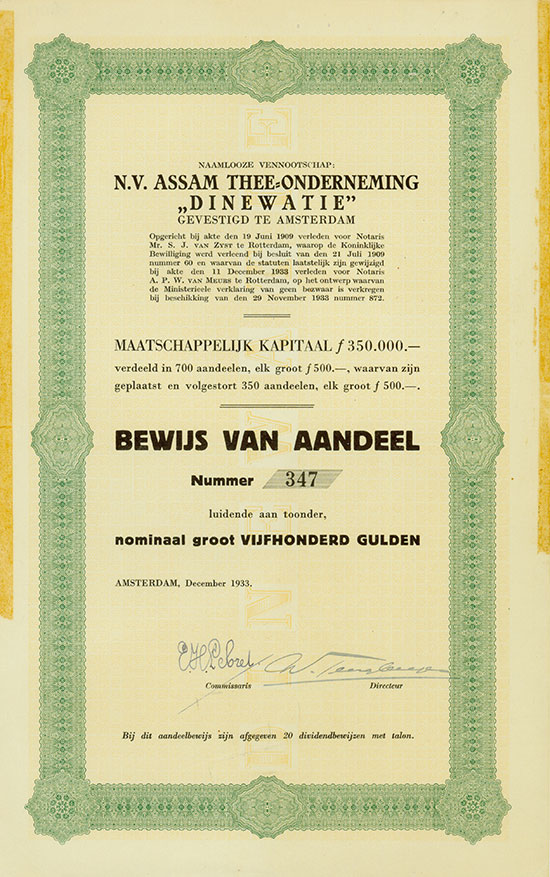 NAAMLOOZE VENNOOTSCHAP:
N.V. ASSAM THEE=ONDERNEMING
„DINEWATIE”
GEVESTIGD TE AMSTERDAM
Opgericht bij akte den 19 Juni 1909 verleden voor Notaris
Mr. S. J. VAN ZYST te Rotterdam, waarop de Koninklijke
Bewilliging werd verleend bij besluit van den 21 Juli 1909
nummer 60 en waarvan de statuten laatstelijk zijn gewijzigd
bij akte den 11 December 1933 verleden voor Notaris
A. P. W. VAN MEURS te Rotterdam, op het ontwerp waarvan
de Ministerieele verklaring van geen bezwaar is verkregen
bij beschikking van den 29 November 1933 nummer 872.
MAATSCHAPPELIJK KAPITAAL ƒ 350.000.—
verdeeld in 700 aandeelen, elk groot ƒ 500.—, waarvan zijn
geplaatst en volgestort 350 aandeelen, elk groot ƒ 500.—.
BEWIJS VAN AANDEEL
Nummer 347
luidende aan toonder,
nominaal groot VIJFHONDERD GULDEN
AMSTERDAM, December 1933.
Commissaris Directeur
Bij dit aandeelbewijs zijn afgegeven 20 dividendbewijzen met talon.
DINEWATIE